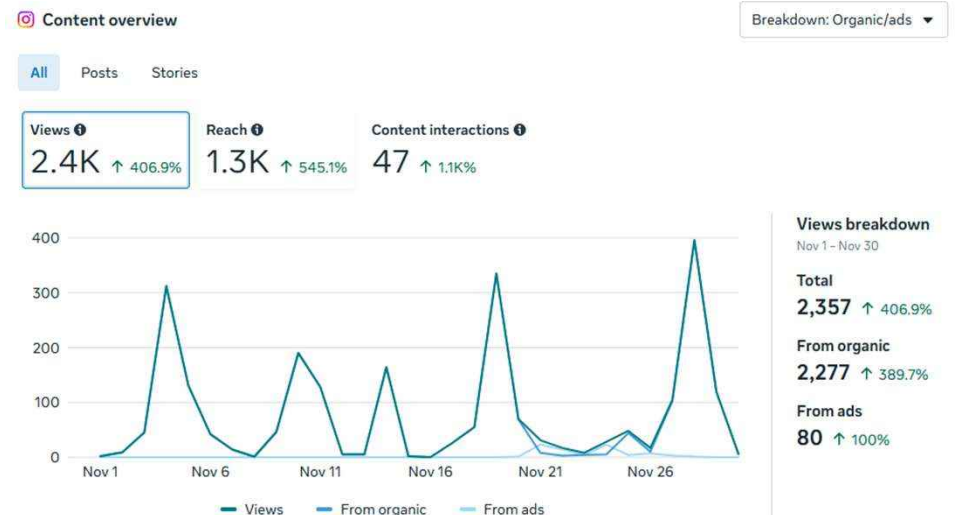 Content overview
Breakdown: Organic/ads
All Posts Stories
Views Reach Content interactions
2.4K ↑ 406.9% 1.3K ↑ 545.1% 47 ↑ 1.1K%
400
300
200
100
0
Nov 1 Nov 6 Nov 11 Nov 16 Nov 21 Nov 26
Views From organic From ads
Views breakdown
Nov 1 - Nov 30
Total
2,357 ↑ 406.9%
From organic
2,277 ↑ 389.7%
From ads
80 ↑ 100%